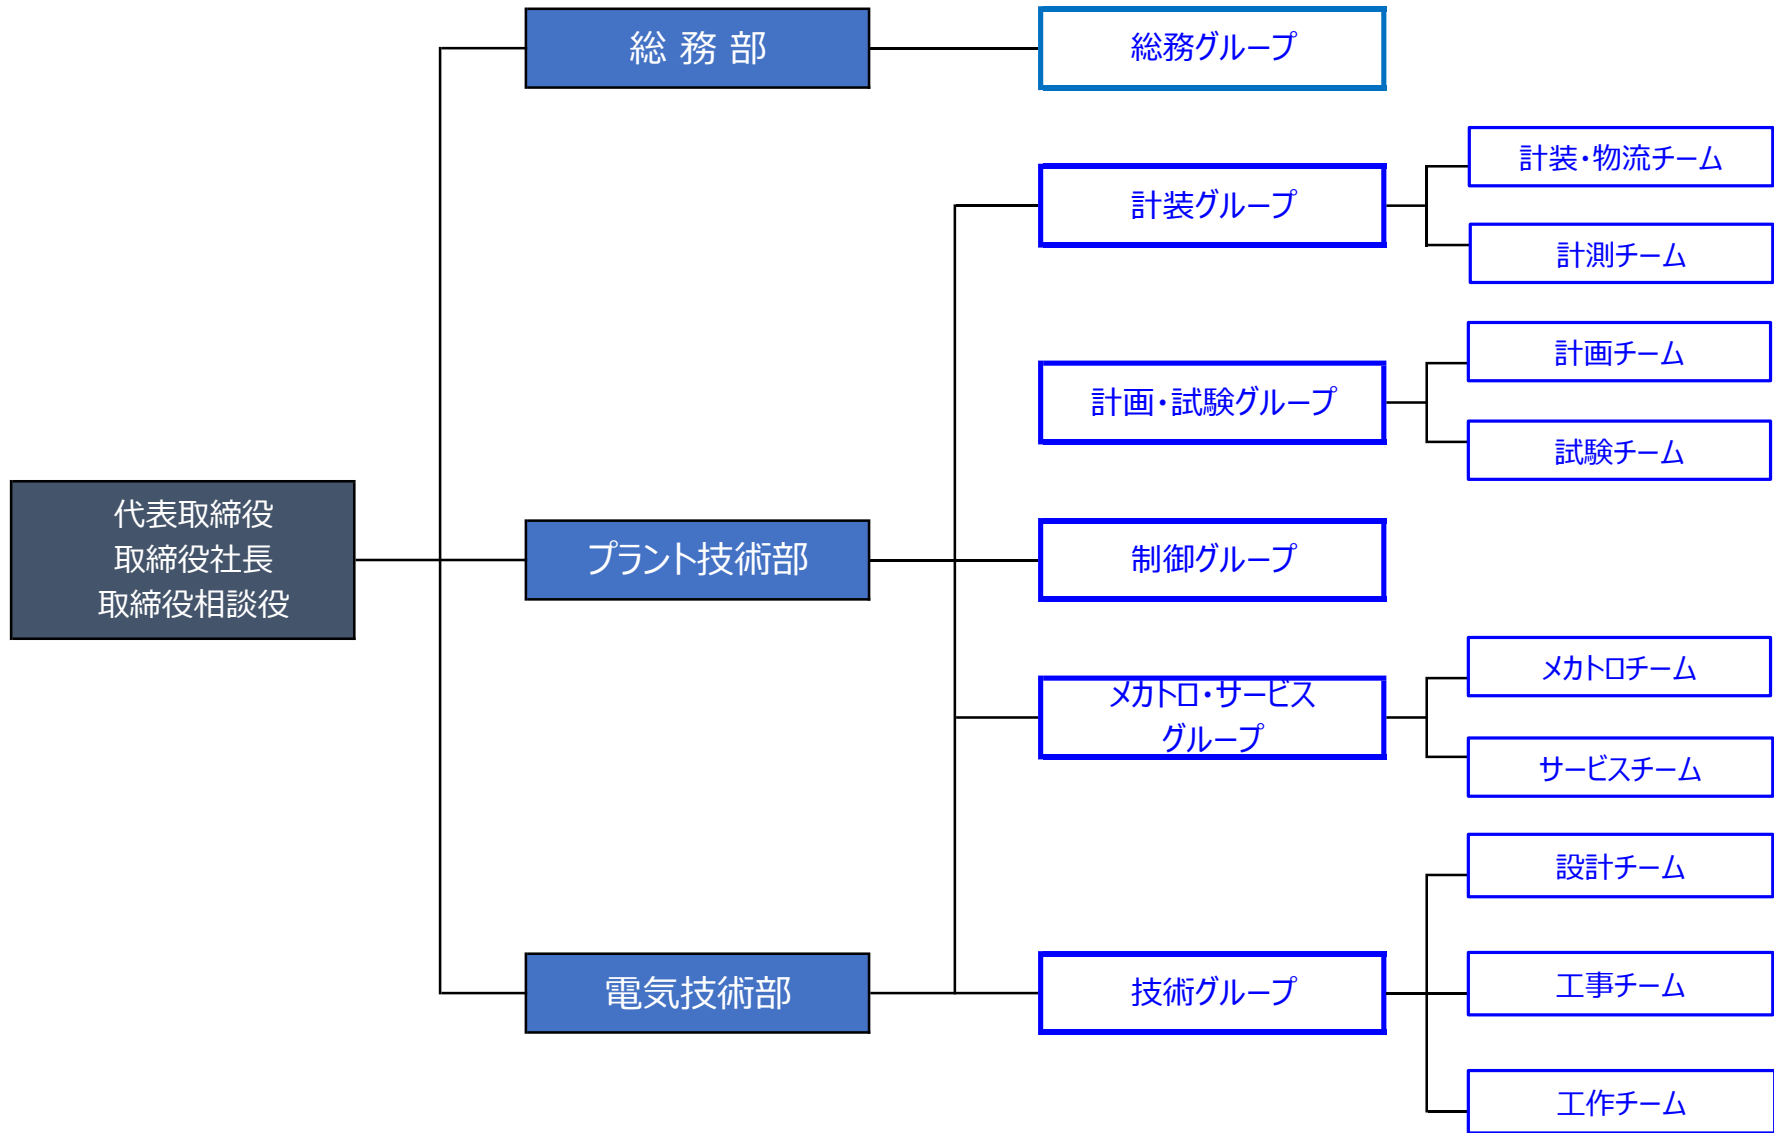 総 務 部
総務グループ
計装・物流チーム
計装グループ
計測チーム
計画チーム
計画・試験グループ
試験チーム
代表取締役
取締役社長
取締役相談役
プラント技術部
制御グループ
メカトロチーム
メカトロ・サービス
グループ
サービスチーム
設計チーム
電気技術部
技術グループ
工事チーム
工作チーム